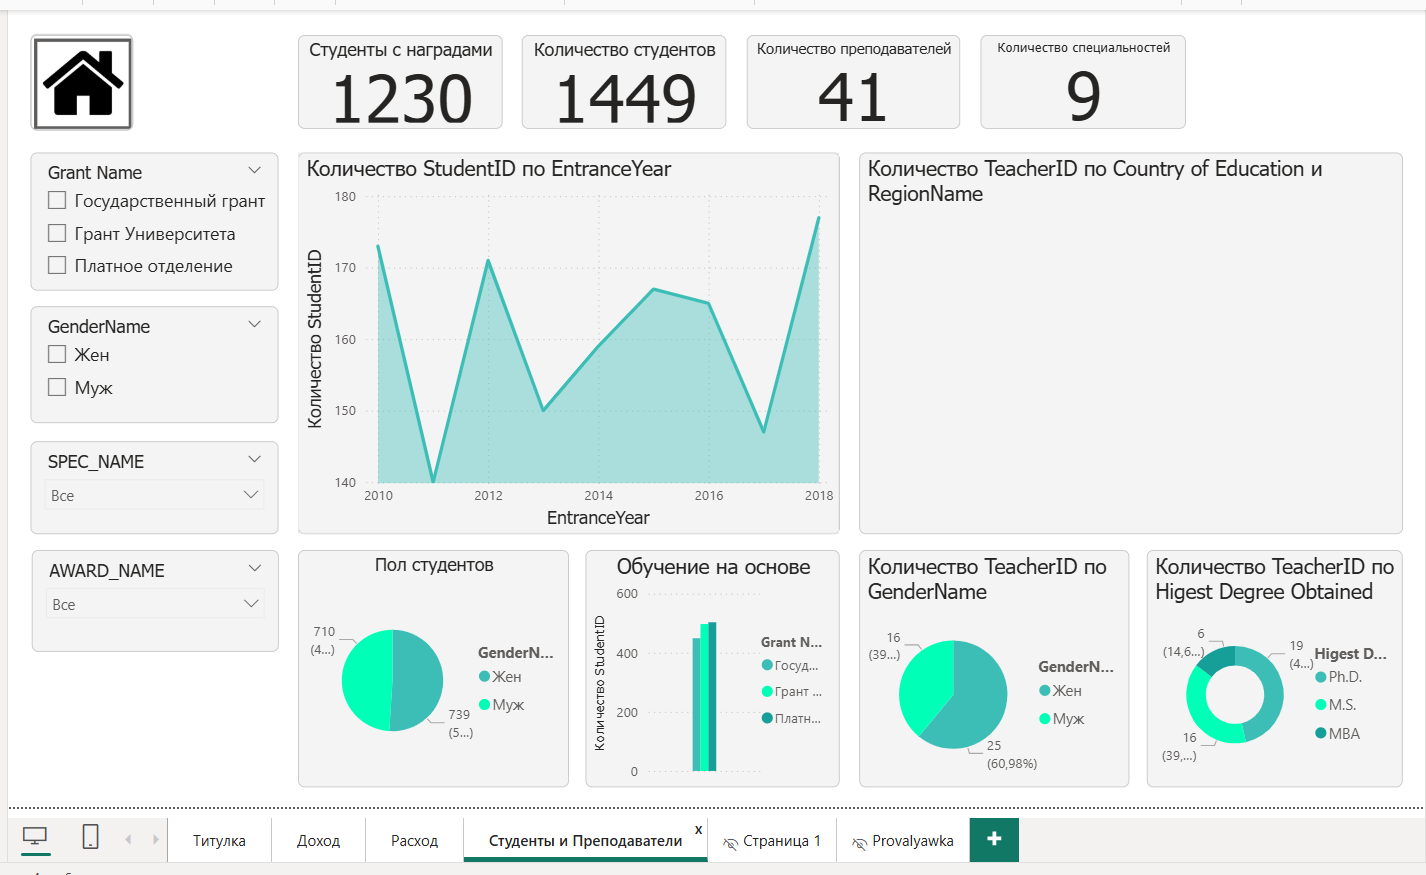 Студенты с наградами
1230
Количество студентов
1449
Количество преподавателей
41
Количество специальностей
9
Grant Name
Государственный грант
Грант Университета
Платное отделение
GenderName
Жен
Муж
SPEC_NAME
Все
AWARD_NAME
Все
Количество StudentID по EntranceYear
Количество StudentID
180
170
160
150
140
2010
2012
2014
2016
2018
EntranceYear
Количество TeacherID по Country of Education и
RegionName
Пол студентов
710
(4...)
739
(5...)
GenderN...
Жен
Муж
Обучение на основе
Количество StudentID
600
400
200
0
Grant N...
Госуд...
Грант ...
Платн...
Количество TeacherID по
GenderName
16
(39...)
25
(60,98%)
GenderN...
Жен
Муж
Количество TeacherID по
Higest Degree Obtained
6
(14,6...)
19
(4...)
16
(39,...)
Higest D...
Ph.D.
M.S.
MBA
Титулка
Доход
Расход
Студенты и Преподаватели
x
Страница 1
Provalyawka
+